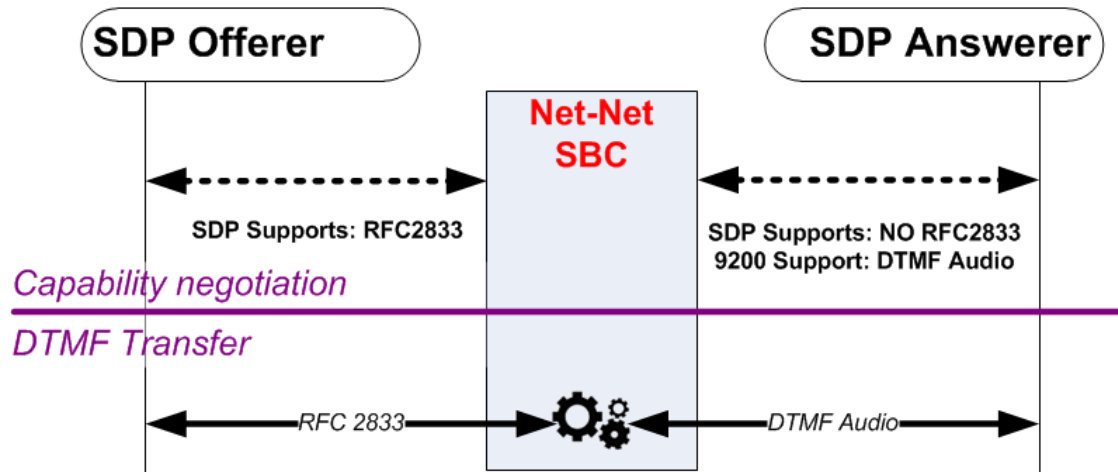 SDP Offerer
SDP Answerer
Net-Net
SBC
SDP Supports: RFC2833
SDP Supports: NO RFC2833
9200 Support: DTMF Audio
Capability negotiation
DTMF Transfer
RFC 2833
DTMF Audio